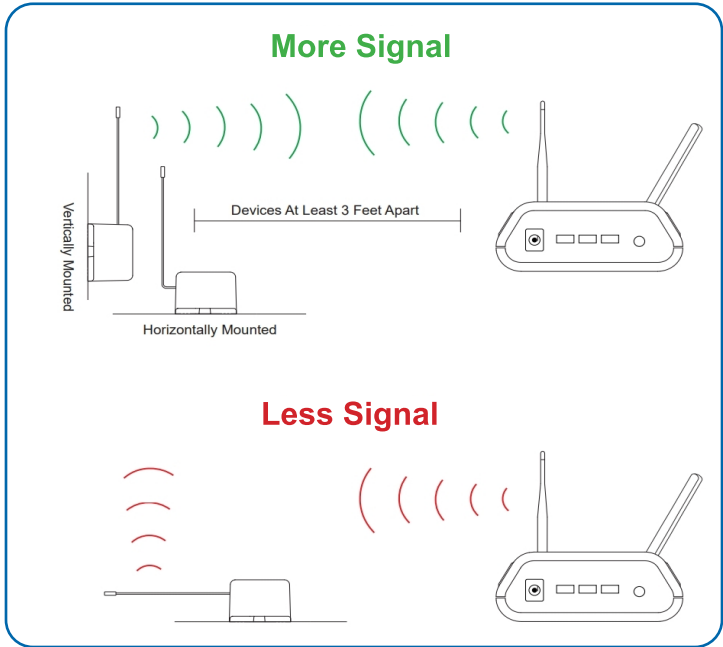 More Signal
Devices At Least 3 Feet Apart
Vertically Mounted
Horizontally Mounted
Less Signal